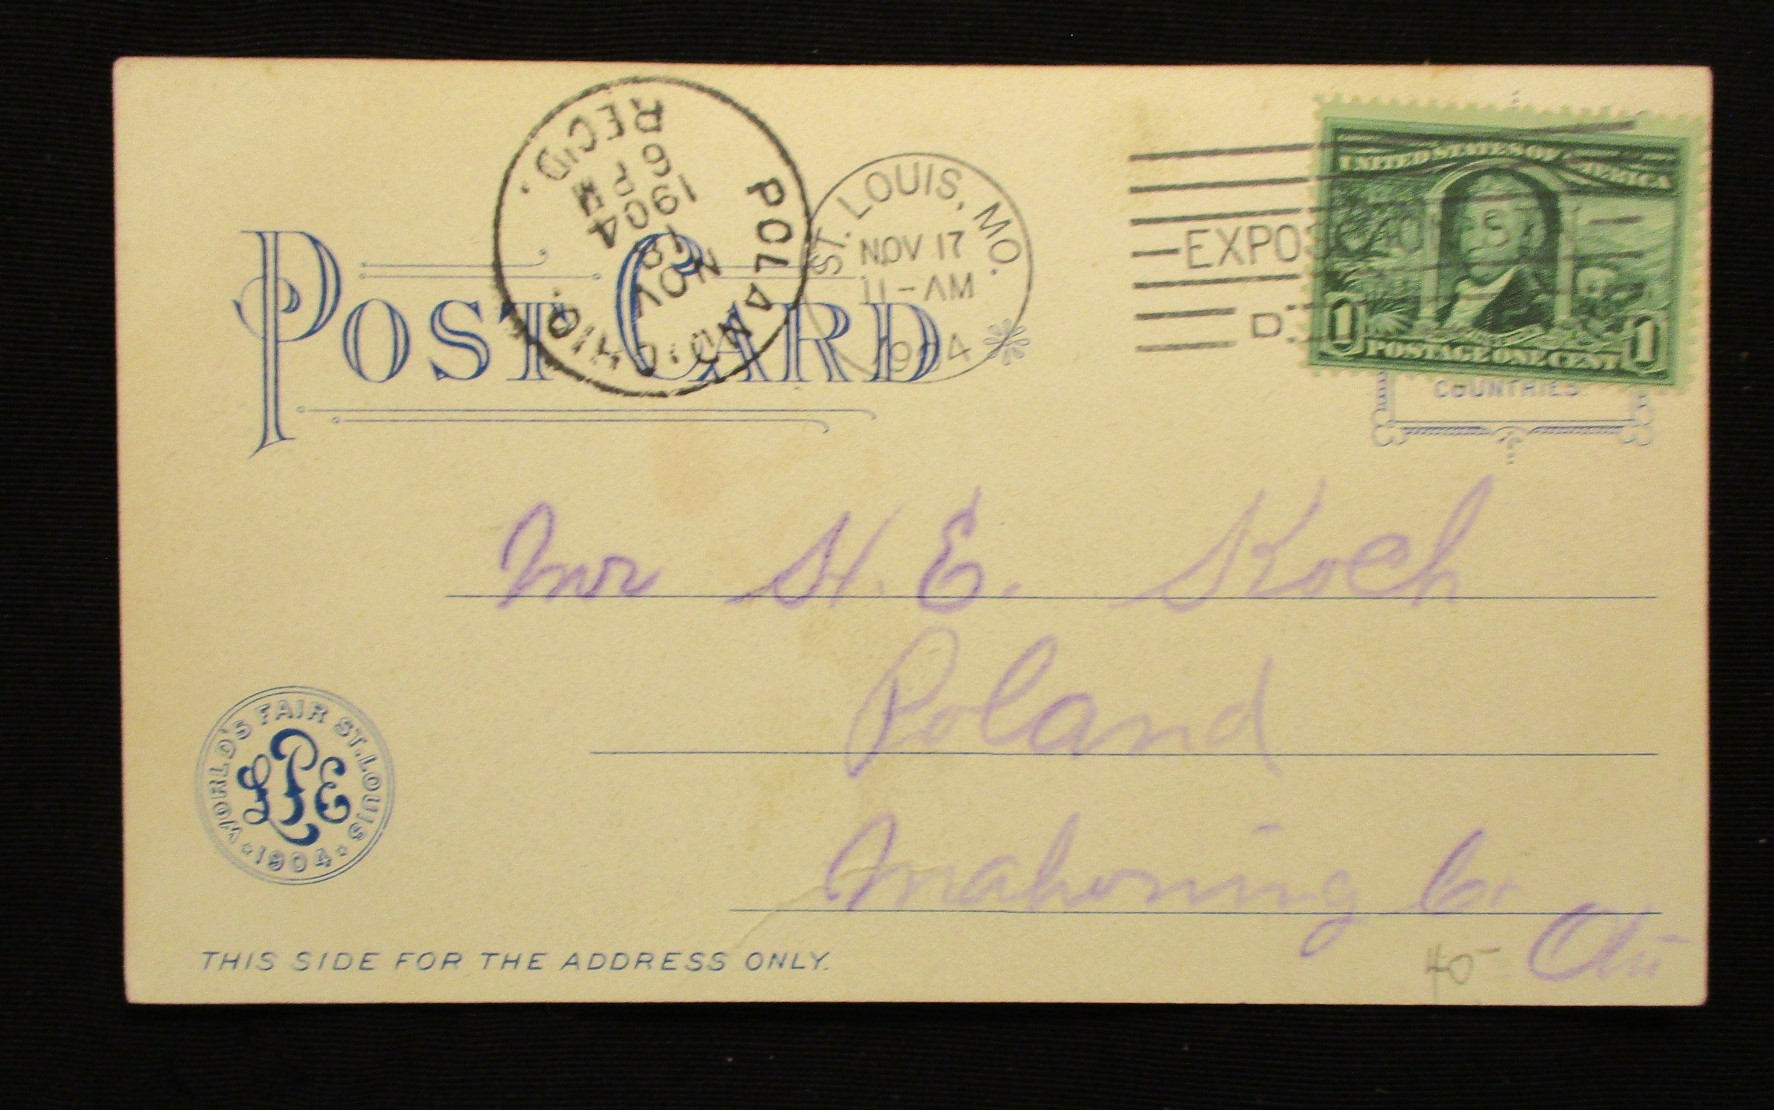 POLAND, OHIO.
NOV
18
1904
6 P M
REC'D.
ST. LOUIS, MO.
NOV 17
11-AM
1904
EXPOSITION STA.
D.
UNITED STATES OF AMERICA
1 POSTAGE ONE CENT 1
COUNTRIES.
POST CARD
Mr H. E. Koch
Poland
Mahoning Co.
Ohio
WORLD'S FAIR ST. LOUIS
LPE
1904
THIS SIDE FOR THE ADDRESS ONLY.
40-